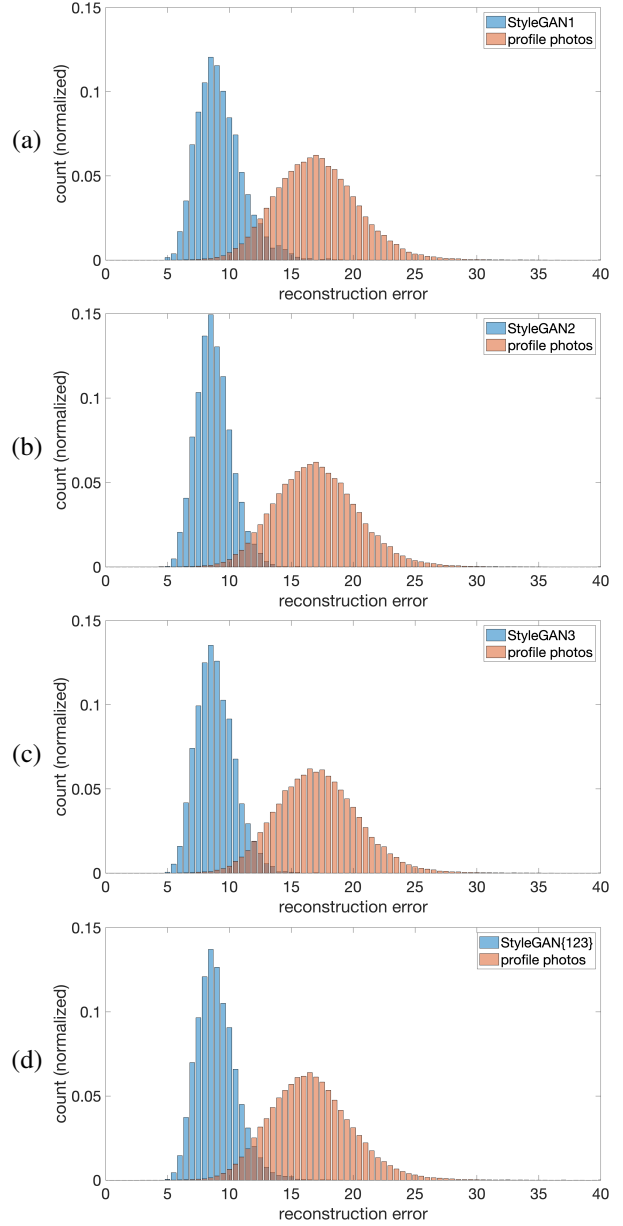 (a)
count (normalized)
0.15
0.1
0.05
0
StyleGAN1
profile photos
0 5 10 15 20 25 30 35 40
reconstruction error
(b)
count (normalized)
0.15
0.1
0.05
0
StyleGAN2
profile photos
0 5 10 15 20 25 30 35 40
reconstruction error
(c)
count (normalized)
0.15
0.1
0.05
0
StyleGAN3
profile photos
0 5 10 15 20 25 30 35 40
reconstruction error
(d)
count (normalized)
0.15
0.1
0.05
0
StyleGAN{123}
profile photos
0 5 10 15 20 25 30 35 40
reconstruction error